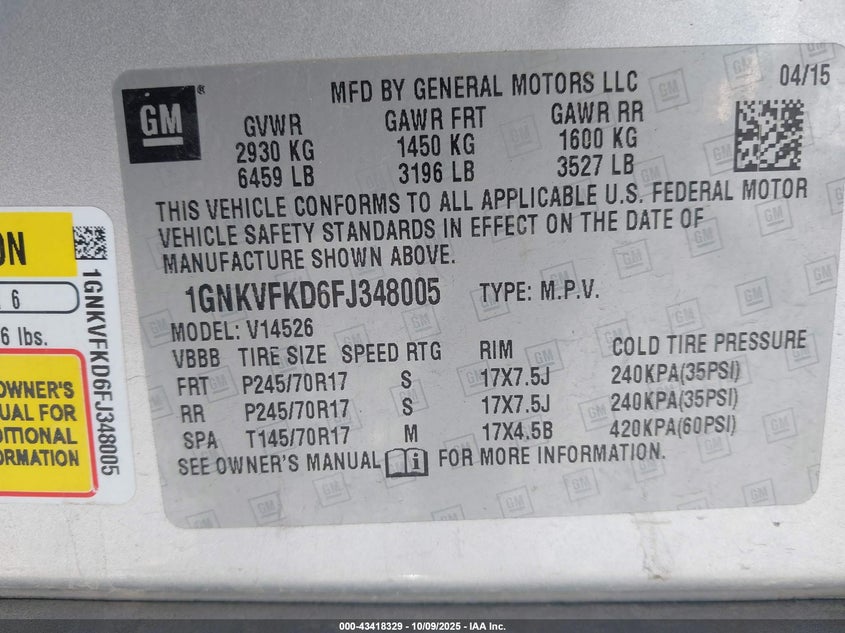 GM ®
MFD BY GENERAL MOTORS LLC 04/15
GVWR GAWR FRT GAWR RR
2930 KG 1450 KG 1600 KG
6459 LB 3196 LB 3527 LB
THIS VEHICLE CONFORMS TO ALL APPLICABLE U.S. FEDERAL MOTOR
VEHICLE SAFETY STANDARDS IN EFFECT ON THE DATE OF
MANUFACTURE SHOWN ABOVE.
1GNKVFKD6FJ348005 TYPE: M.P.V.
MODEL: V14526
VBBB TIRE SIZE SPEED RTG RIM COLD TIRE PRESSURE
FRT P245/70R17 S 17X7.5J 240KPA(35PSI)
RR P245/70R17 S 17X7.5J 240KPA(35PSI)
SPA T145/70R17 M 17X4.5B 420KPA(60PSI)
SEE OWNER'S MANUAL FOR MORE INFORMATION.
ON
6
6 lbs.
OWNER'S
UAL FOR
DITIONAL
ORMATION
1GNKVFKD6FJ348005
000-43418329 - 10/09/2025 - IAA Inc.